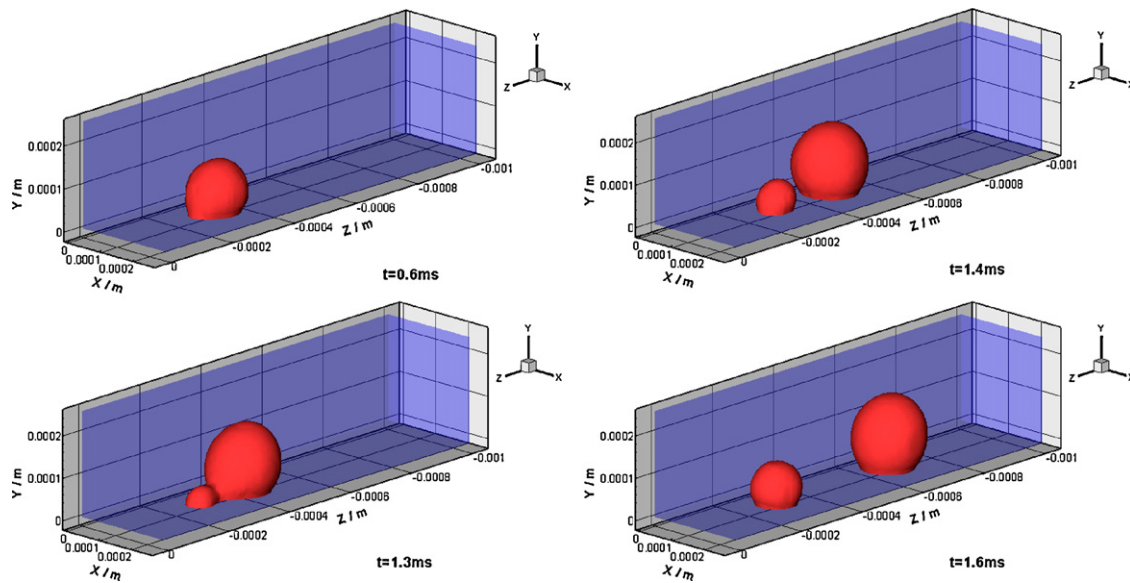 Y
Z
X
0.0002
0.0001
0
Y / m
0
0.0001
0.0002
X / m
0
-0.0002
-0.0004
-0.0006
-0.0008
-0.001
Z / m
t=0.6ms
Y
Z
X
0.0002
0.0001
0
Y / m
0
0.0001
0.0002
X / m
0
-0.0002
-0.0004
-0.0006
-0.0008
-0.001
Z / m
t=1.4ms
Y
Z
X
0.0002
0.0001
0
Y / m
0
0.0001
0.0002
X / m
0
-0.0002
-0.0004
-0.0006
-0.0008
-0.001
Z / m
t=1.3ms
Y
Z
X
0.0002
0.0001
0
Y / m
0
0.0001
0.0002
X / m
0
-0.0002
-0.0004
-0.0006
-0.0008
-0.001
Z / m
t=1.6ms